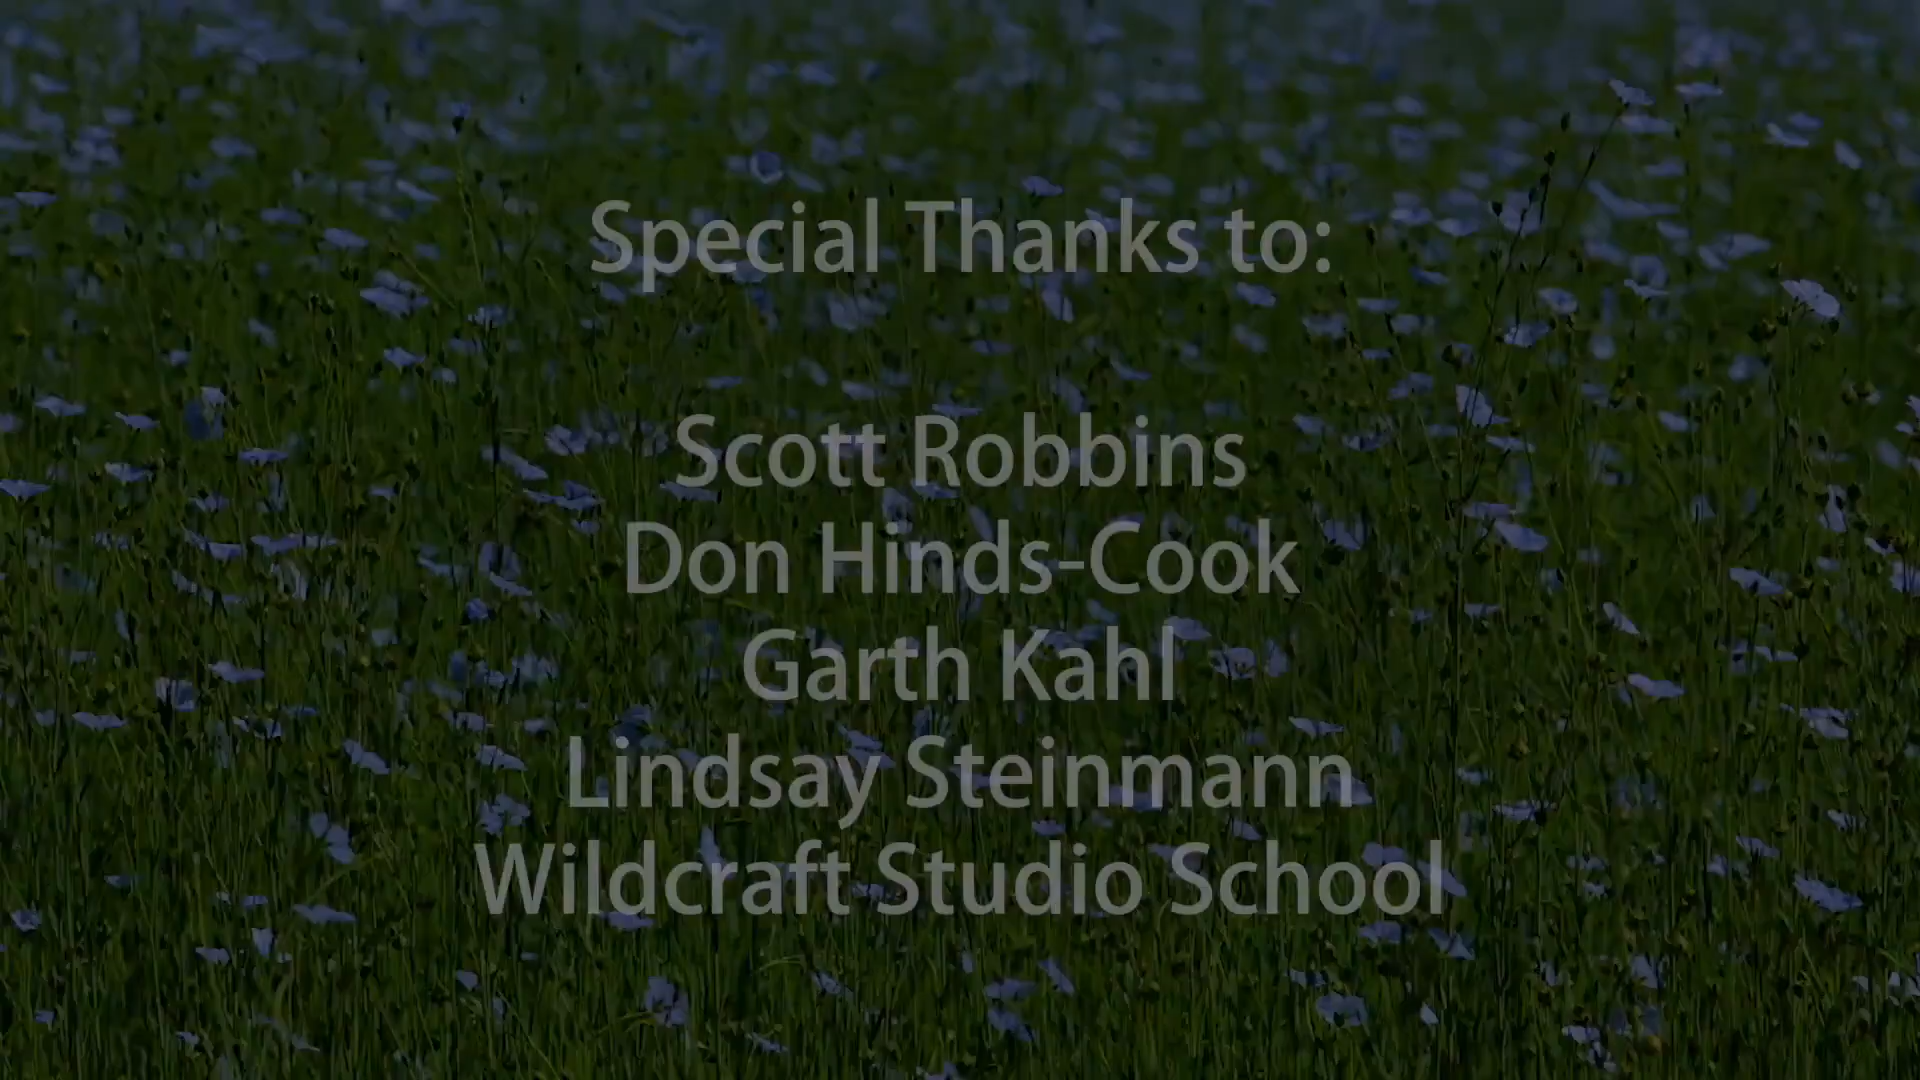 Special Thanks to:
Scott Robbins
Don Hinds-Cook
Garth Kahl
Lindsay Steinmann
Wildcraft Studio School